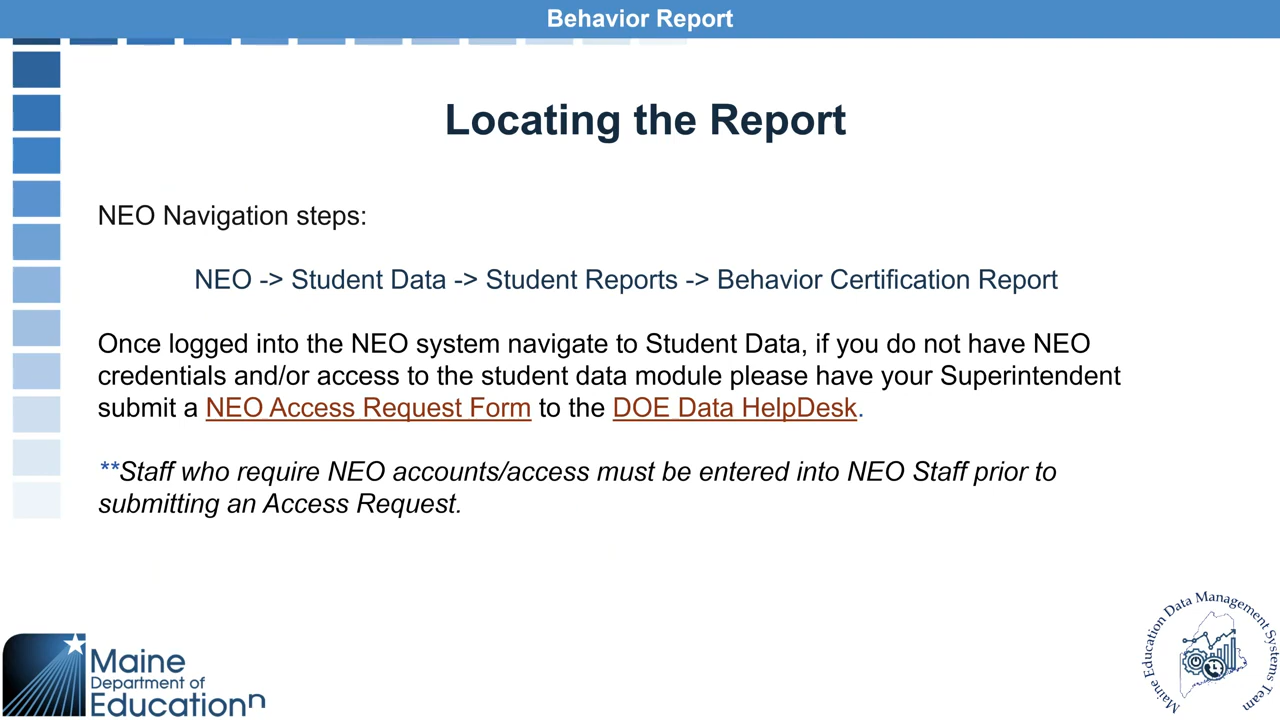 Behavior Report
Locating the Report
NEO Navigation steps:
NEO -> Student Data -> Student Reports -> Behavior Certification Report
Once logged into the NEO system navigate to Student Data, if you do not have NEO
credentials and/or access to the student data module please have your Superintendent
submit a NEO Access Request Form to the DOE Data HelpDesk.
**Staff who require NEO accounts/access must be entered into NEO Staff prior to
submitting an Access Request.
Maine
Department of
Education
n
Maine Education Data Management Systems Team